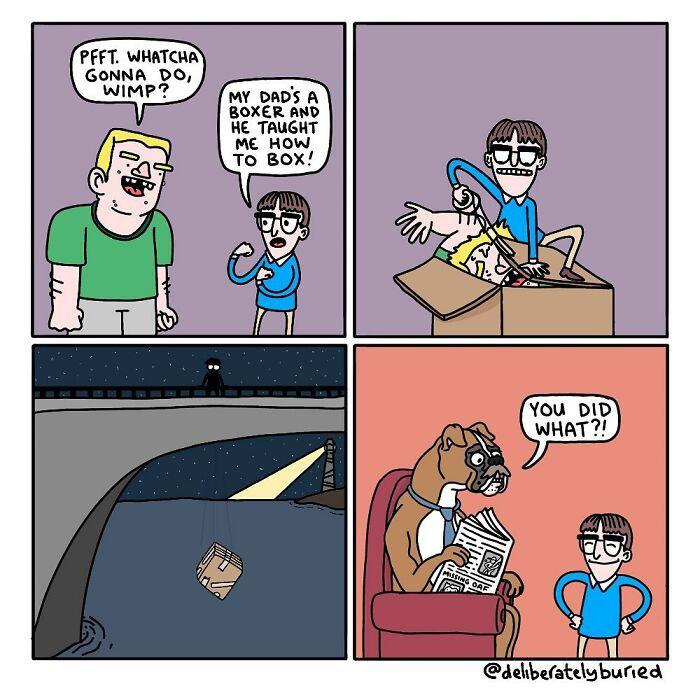 PFFT. WHATCHA
GONNA DO,
WIMP?
MY DAD'S A
BOXER AND
HE TAUGHT
ME HOW
TO BOX!
YOU DID
WHAT?!
MISSING OAF
@deliberatelyburied